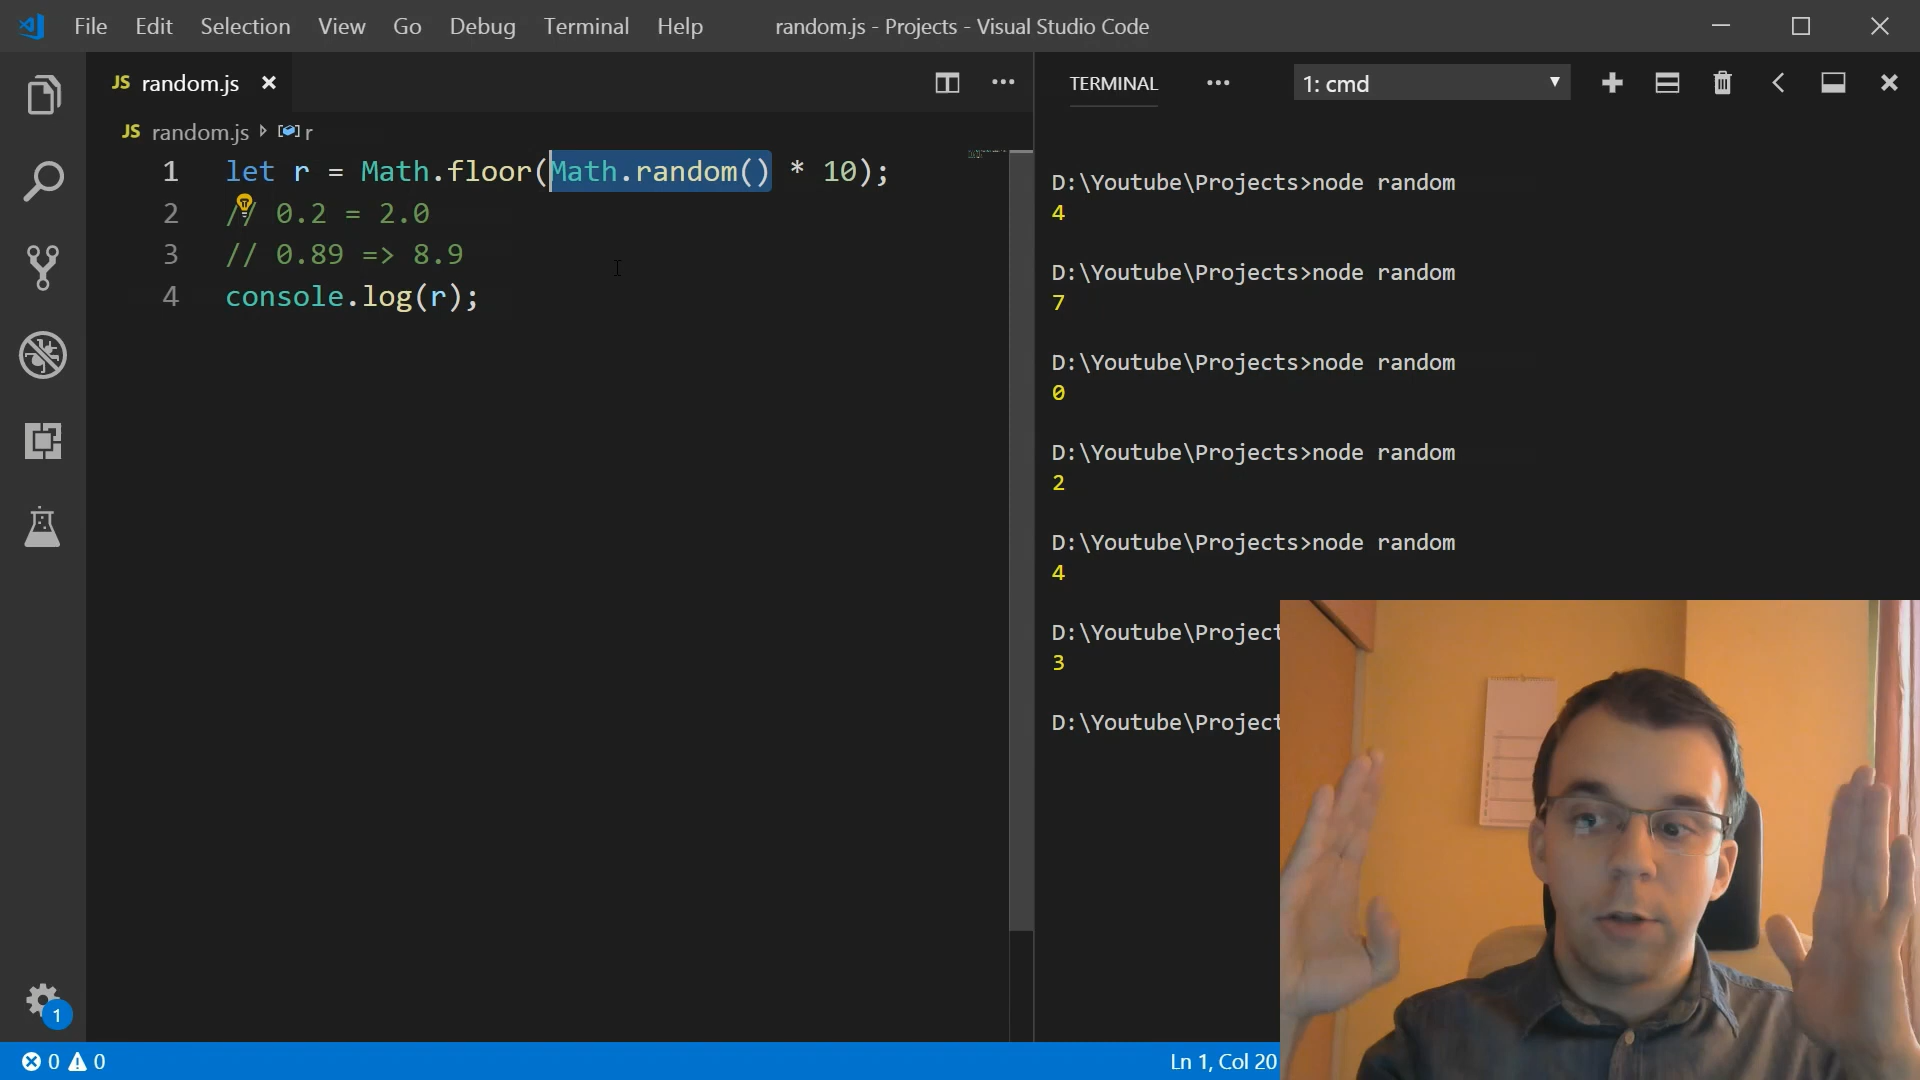 File Edit Selection View Go Debug Terminal Help
random.js - Projects - Visual Studio Code
JS random.js
JS random.js r
1 let r = Math.floor(Math.random() * 10);
2 // 0.2 = 2.0
3 // 0.89 => 8.9
4 console.log(r);
TERMINAL
1: cmd
D:\Youtube\Projects>node random
4
D:\Youtube\Projects>node random
7
D:\Youtube\Projects>node random
0
D:\Youtube\Projects>node random
2
D:\Youtube\Projects>node random
4
D:\Youtube\Project
3
D:\Youtube\Project
1
0 0
Ln 1, Col 20